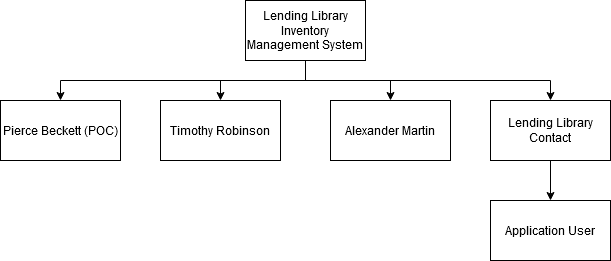 Lending Library
Inventory
Management System
Pierce Beckett (POC)
Timothy Robinson
Alexander Martin
Lending Library
Contact
Application User